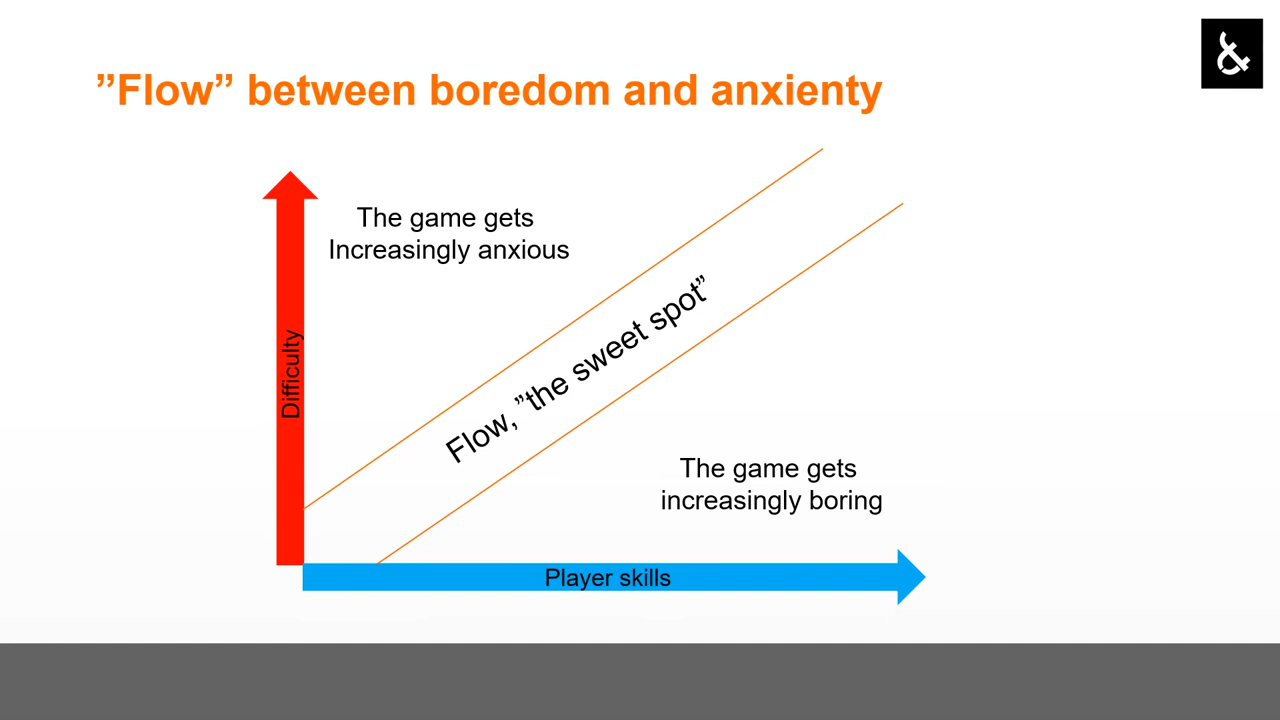 ”Flow” between boredom and anxienty
&
The game gets
Increasingly anxious
Difficulty
Flow, ”the sweet spot”
The game gets
increasingly boring
Player skills